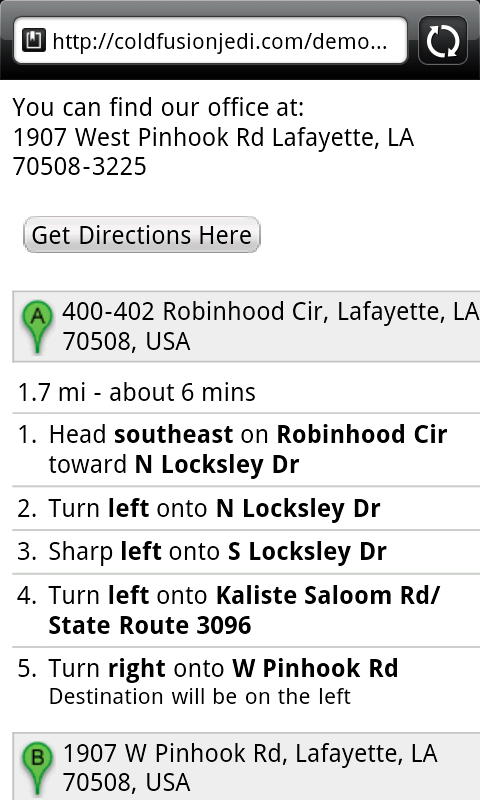 http://coldfusionjedi.com/demo...
You can find our office at:
1907 West Pinhook Rd Lafayette, LA
70508-3225
Get Directions Here
A
400-402 Robinhood Cir, Lafayette, LA
70508, USA
1.7 mi - about 6 mins
1. Head southeast on Robinhood Cir
toward N Locksley Dr
2. Turn left onto N Locksley Dr
3. Sharp left onto S Locksley Dr
4. Turn left onto Kaliste Saloom Rd/
State Route 3096
5. Turn right onto W Pinhook Rd
Destination will be on the left
B
1907 W Pinhook Rd, Lafayette, LA
70508, USA